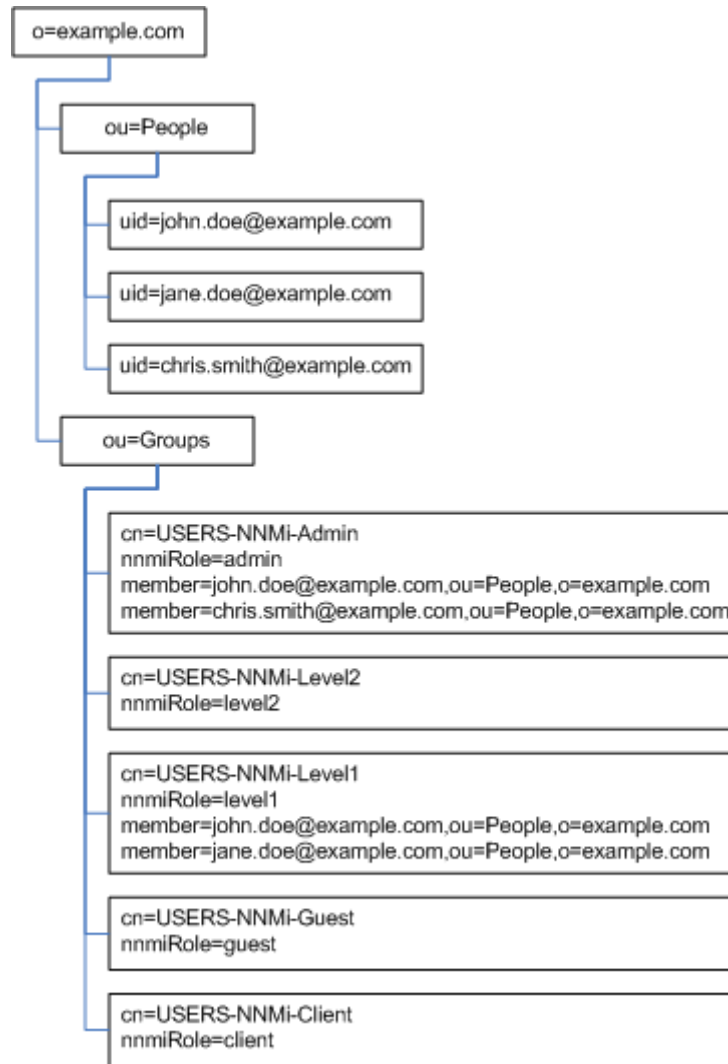 o=example.com
ou=People
uid=john.doe@example.com
uid=jane.doe@example.com
uid=chris.smith@example.com
ou=Groups
cn=USERS-NNMi-Admin
nnmiRole=admin
member=john.doe@example.com,ou=People,o=example.com
member=chris.smith@example.com,ou=People,o=example.com
cn=USERS-NNMi-Level2
nnmiRole=level2
cn=USERS-NNMi-Level1
nnmiRole=level1
member=john.doe@example.com,ou=People,o=example.com
member=jane.doe@example.com,ou=People,o=example.com
cn=USERS-NNMi-Guest
nnmiRole=guest
cn=USERS-NNMi-Client
nnmiRole=client